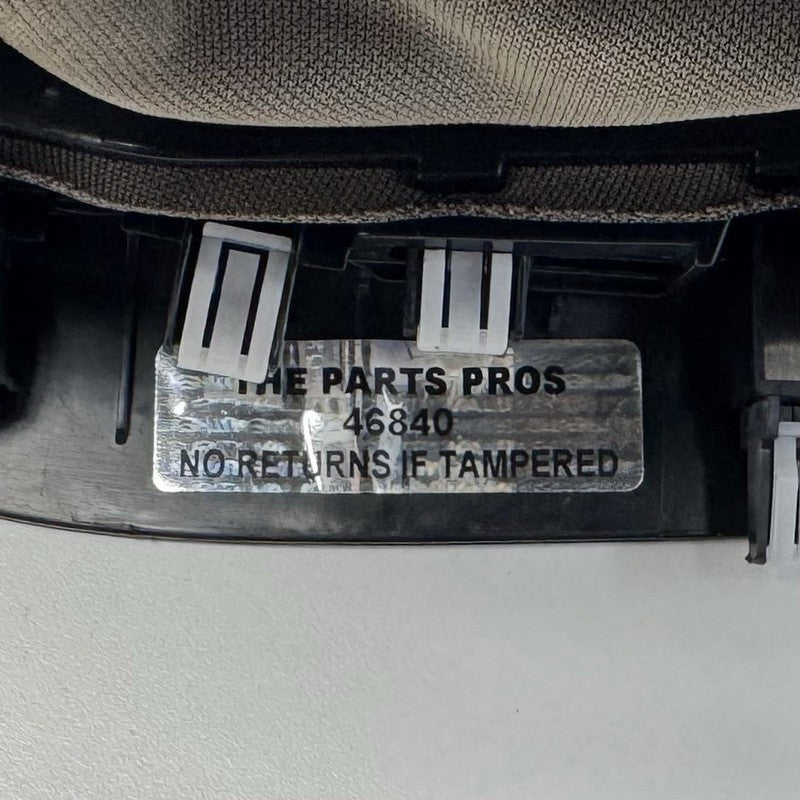 THE PARTS PROS
46840
NO RETURNS IF TAMPERED